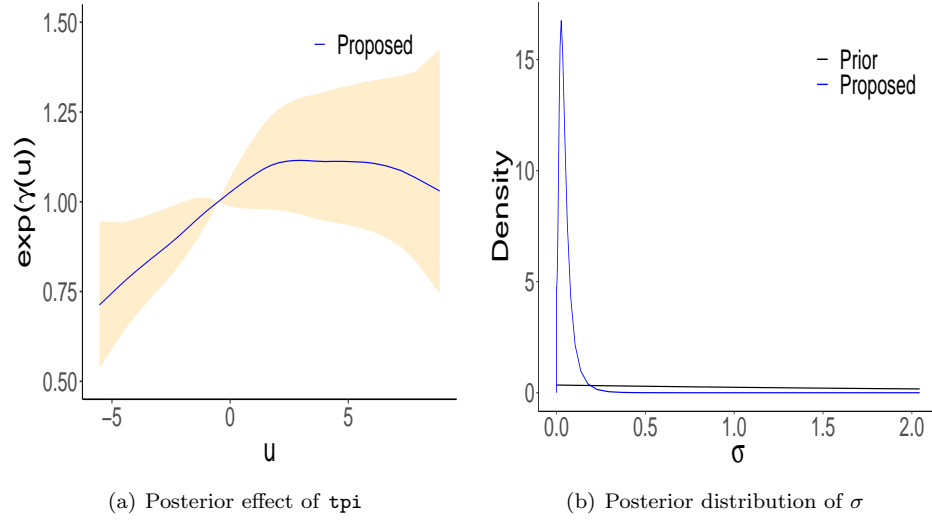 1.50
1.25
1.00
0.75
0.50
exp(γ(u))
−5
0
5
u
Proposed
15
10
5
0
Density
0.0
0.5
1.0
1.5
2.0
σ
Prior
Proposed
(a) Posterior effect of tpi
(b) Posterior distribution of σ